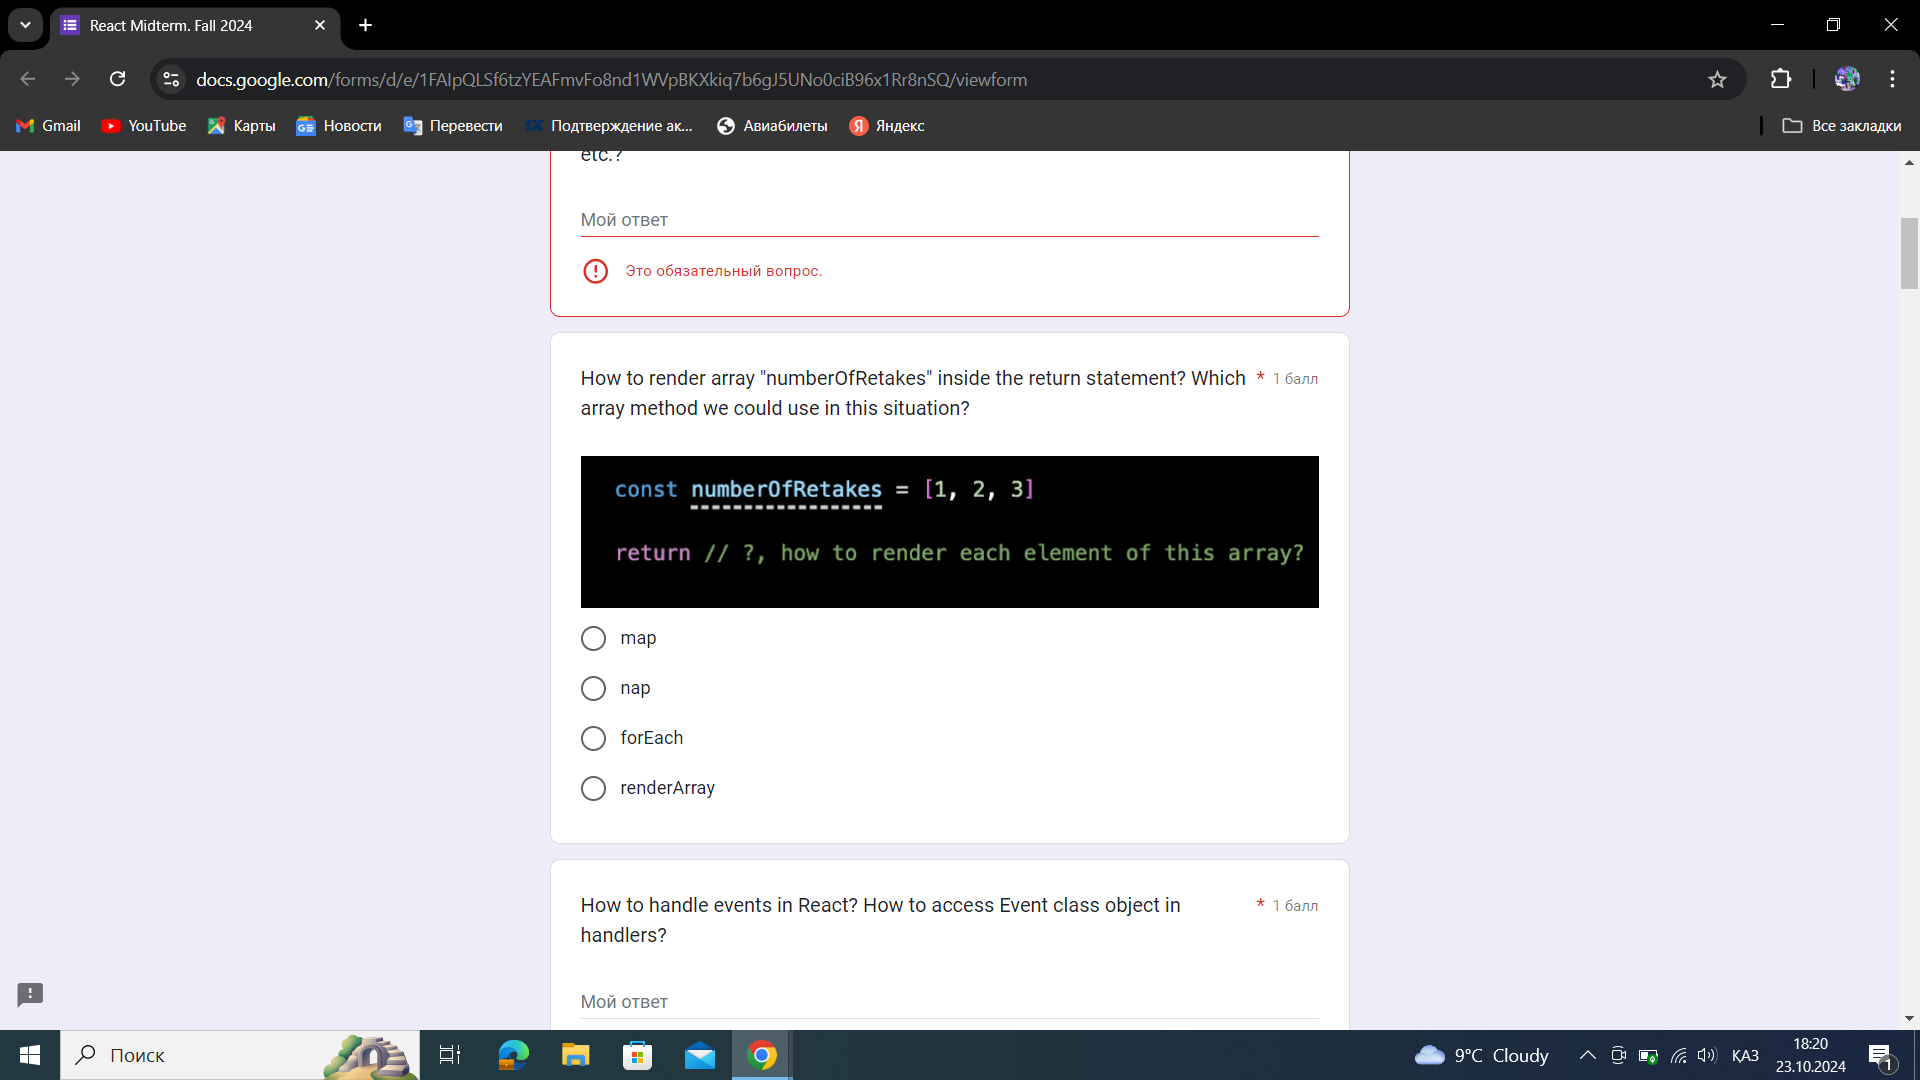 React Midterm. Fall 2024
docs.google.com/forms/d/e/1FAIpQLSf6tzYEAFmvFo8nd1WVpBKXkiq7b6gJ5UNo0ciB96x1Rr8nSQ/viewform
Gmail
YouTube
Карты
Новости
Перевести
Подтверждение ак...
Авиабилеты
Яндекс
Все закладки
etc.?
Мой ответ
Это обязательный вопрос.
How to render array "numberOfRetakes" inside the return statement? Which * 1 балл
array method we could use in this situation?
const numberOfRetakes = [1, 2, 3]
return // ?, how to render each element of this array?
map
nap
forEach
renderArray
How to handle events in React? How to access Event class object in * 1 балл
handlers?
Мой ответ
Поиск
9°C Cloudy
ҚАЗ
18:20
23.10.2024
1